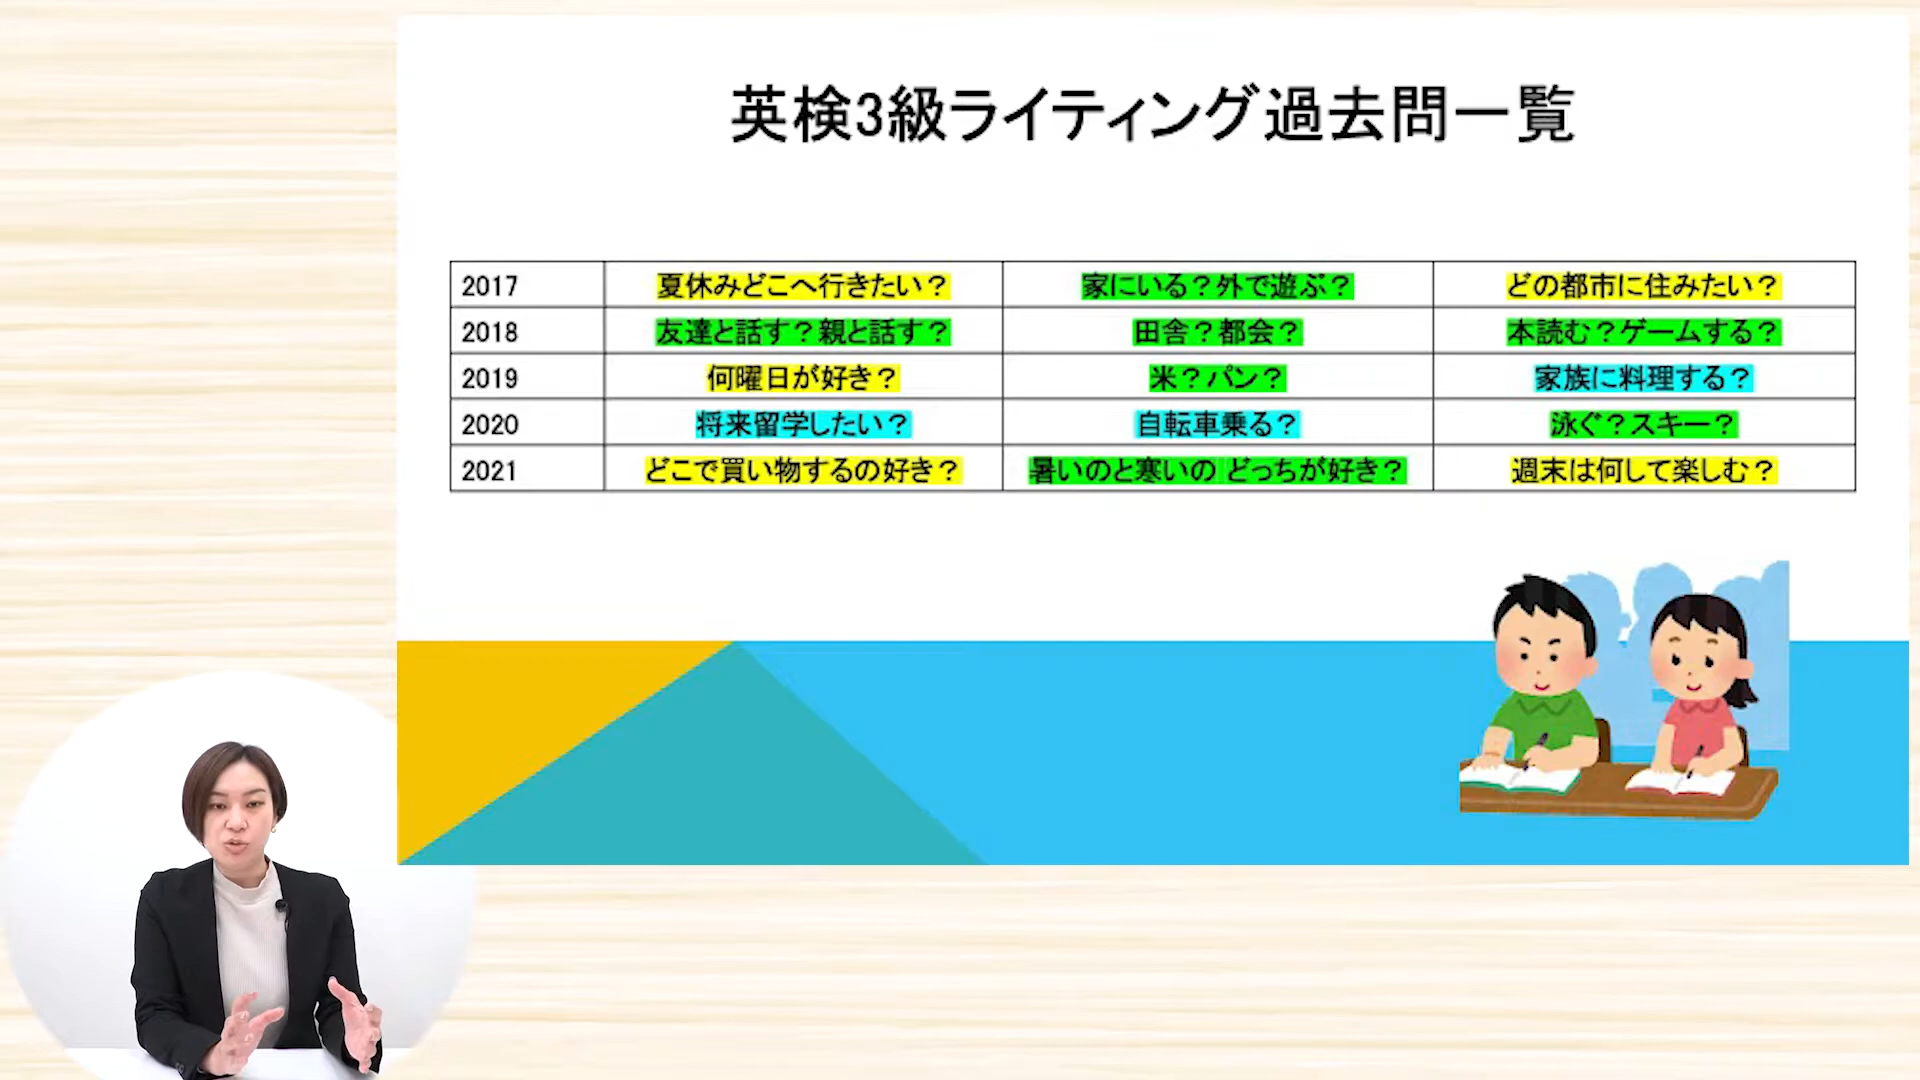 英検3級ライティング過去問一覧
2017 夏休みどこへ行きたい? 家にいる?外で遊ぶ? どの都市に住みたい?
2018 友達と話す?親と話す? 田舎?都会? 本読む?ゲームする?
2019 何曜日が好き? 米?パン? 家族に料理する?
2020 将来留学したい? 自転車乗る? 泳ぐ?スキー?
2021 どこで買い物するの好き? 暑いのと寒いの どっちが好き? 週末は何して楽しむ?